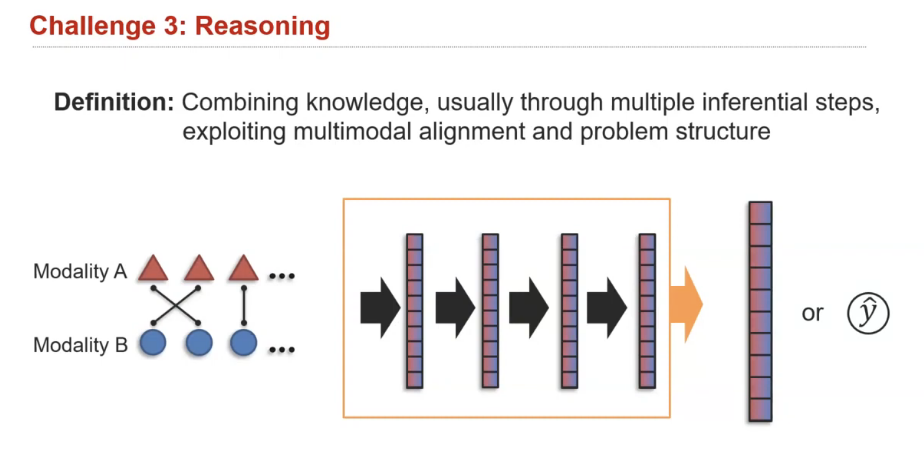 Challenge 3: Reasoning
Definition: Combining knowledge, usually through multiple inferential steps,
exploiting multimodal alignment and problem structure
Modality A
...
Modality B
...
or
ŷ